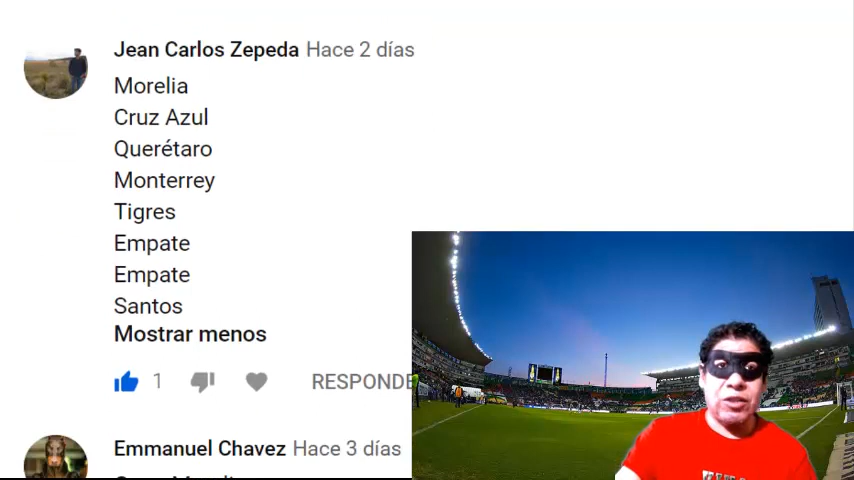 Jean Carlos Zepeda Hace 2 días
Morelia
Cruz Azul
Querétaro
Monterrey
Tigres
Empate
Empate
Santos
Mostrar menos
1 RESPONDE
Emmanuel Chavez Hace 3 días